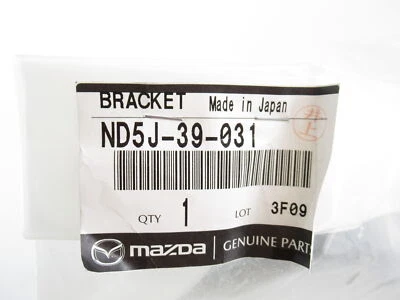 BRACKET Made in Japan
ND5J-39-031
QTY 1 LOT 3F09
mazda GENUINE PARTS